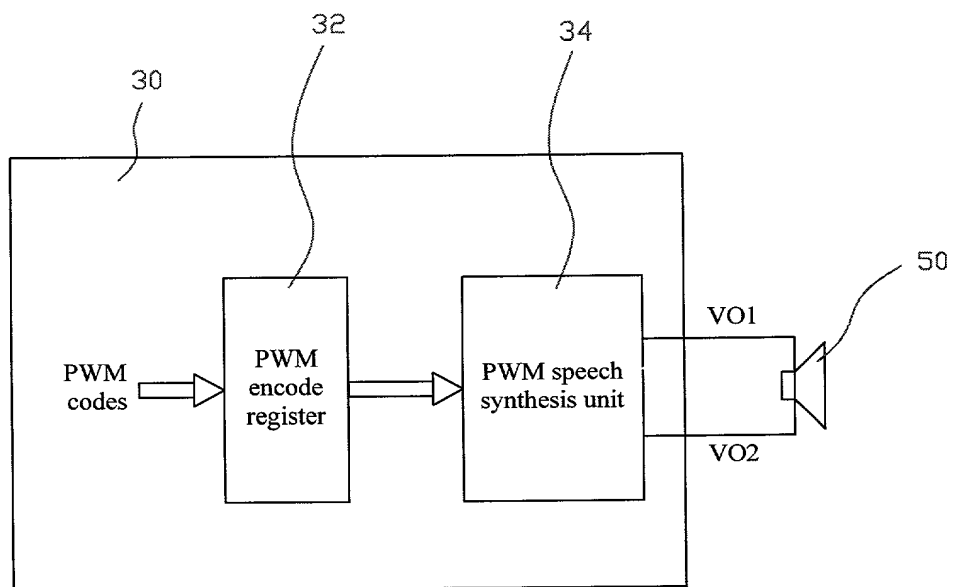 32
34
30
50
VO1
PWM
codes
PWM
encode
register
PWM speech
synthesis unit
VO2